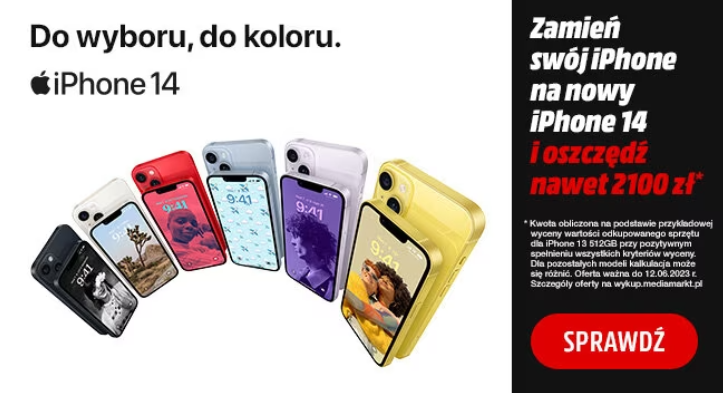 Do wyboru, do koloru.
iPhone 14
9:41
9:41
9:41
9:41
9:41
9:41
Zamień
swój iPhone
na nowy
iPhone 14
i oszczędź
nawet 2100 zł*
* Kwota obliczona na podstawie przykładowej
wyceny wartości odkupowanego sprzętu
dla iPhone 13 512GB przy pozytywnym
spełnieniu wszystkich kryteriów wyceny.
Dla pozostałych modeli kalkulacja może
się różnić. Oferta ważna do 12.06.2023 r.
Szczegóły oferty na wykup.mediamarkt.pl
SPRAWDŹ